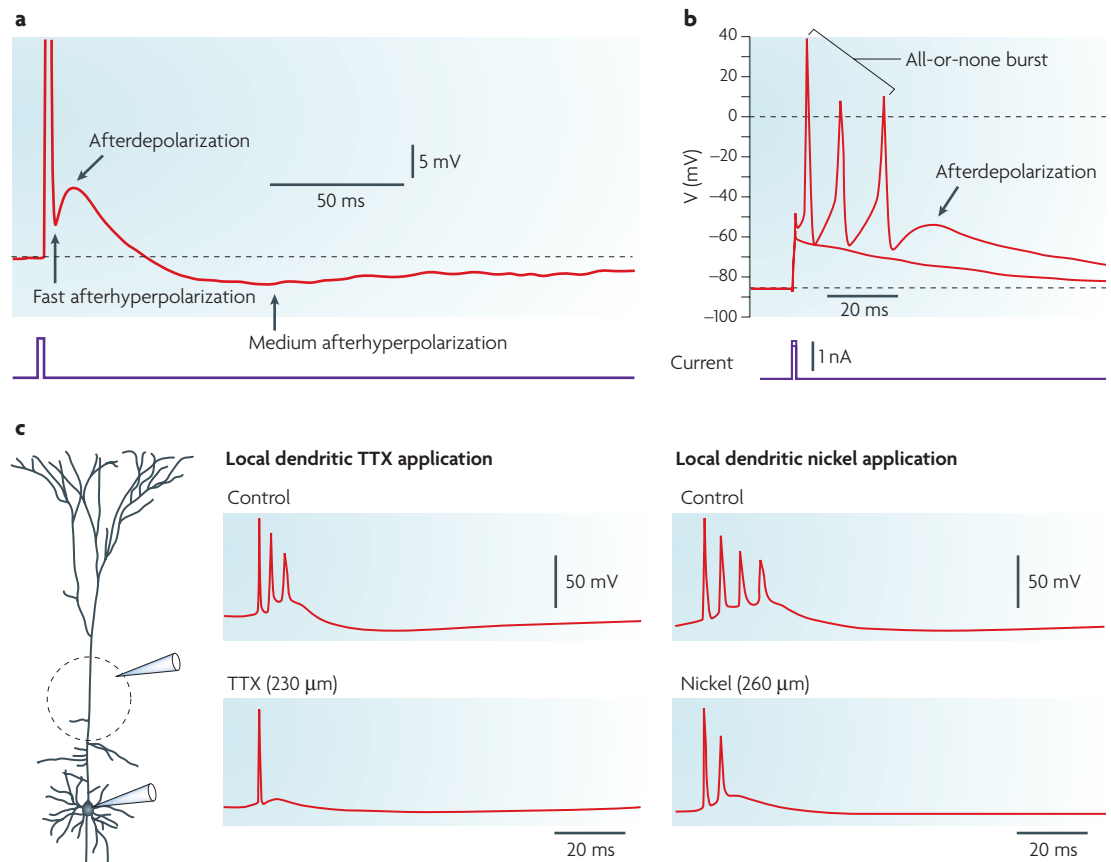 a
Afterdepolarization
5 mV
50 ms
Fast afterhyperpolarization
Medium afterhyperpolarization
b
V (mV)
40
20
0
–20
–40
–60
–80
–100
All-or-none burst
Afterdepolarization
20 ms
Current
1 nA
c
Local dendritic TTX application
Control
50 mV
TTX (230 μm)
20 ms
Local dendritic nickel application
Control
50 mV
Nickel (260 μm)
20 ms